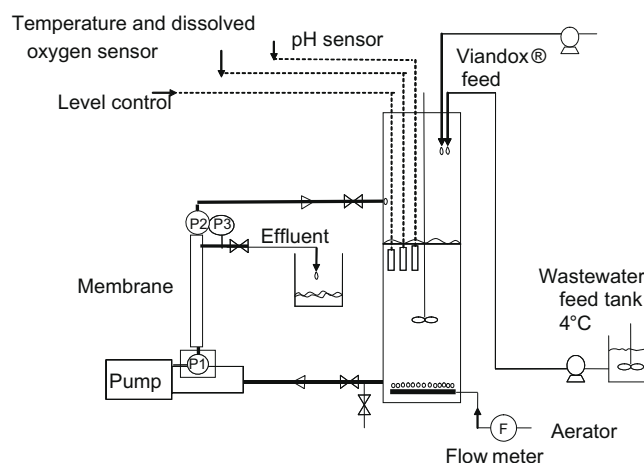 Temperature and dissolved
oxygen sensor
pH sensor
Level control
Viandox®
feed
P2
P3
Effluent
Membrane
P1
Pump
Wastewater
feed tank
4°C
F
Aerator
Flow meter